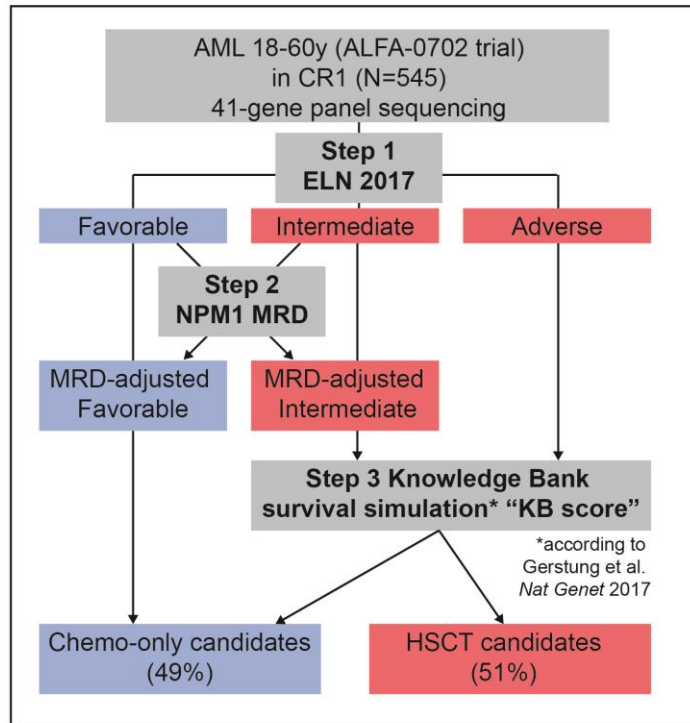 AML 18-60y (ALFA-0702 trial)
in CR1 (N=545)
41-gene panel sequencing
Step 1
ELN 2017
Favorable
Intermediate
Adverse
Step 2
NPM1 MRD
MRD-adjusted
Favorable
MRD-adjusted
Intermediate
Step 3 Knowledge Bank
survival simulation* “KB score”
*according to
Gerstung et al.
Nat Genet 2017
Chemo-only candidates
(49%)
HSCT candidates
(51%)